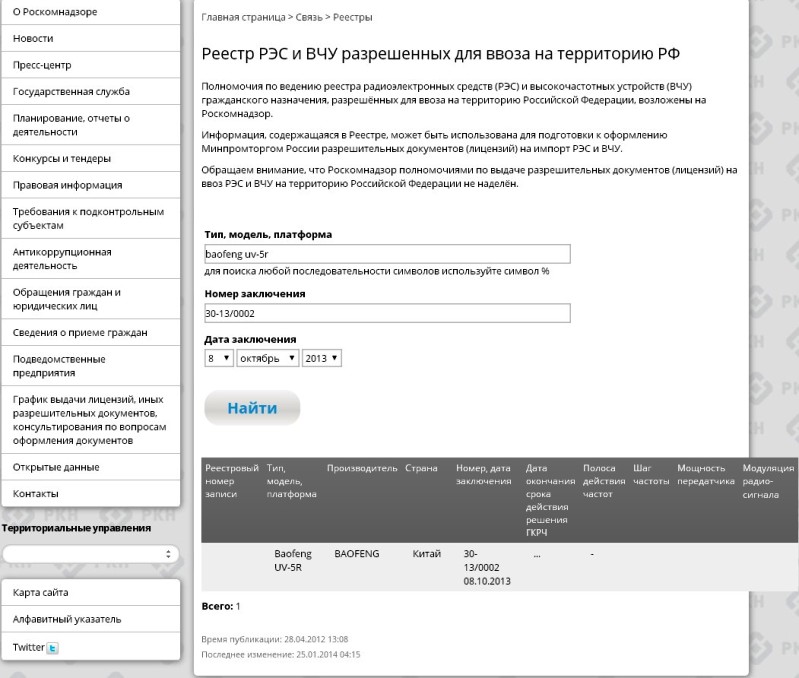 О Роскомнадзоре
Новости
Пресс-центр
Государственная служба
Планирование, отчеты о
деятельности
Конкурсы и тендеры
Правовая информация
Требования к подконтрольным
субъектам
Антикоррупционная
деятельность
Обращения граждан и
юридических лиц
Сведения о приеме граждан
Подведомственные
предприятия
График выдачи лицензий, иных
разрешительных документов,
консультирования по вопросам
оформления документов
Открытые данные
Контакты
Территориальные управления
Карта сайта
Алфавитный указатель
Twitter
Главная страница > Связь > Реестры
Реестр РЭС и ВЧУ разрешенных для ввоза на территорию РФ
Полномочия по ведению реестра радиоэлектронных средств (РЭС) и высокочастотных устройств (ВЧУ)
гражданского назначения, разрешённых для ввоза на территорию Российской Федерации, возложены на
Роскомнадзор.
Информация, содержащаяся в Реестре, может быть использована для подготовки к оформлению
Минпромторгом России разрешительных документов (лицензий) на импорт РЭС и ВЧУ.
Обращаем внимание, что Роскомнадзор полномочиями по выдаче разрешительных документов (лицензий) на
ввоз РЭС и ВЧУ на территорию Российской Федерации не наделён.
Тип, модель, платформа
baofeng uv-5r
для поиска любой последовательности символов используйте символ %
Номер заключения
30-13/0002
Дата заключения
8 октябрь 2013
Найти
Реестровый Тип, Производитель Страна Номер, дата Дата Полоса Шаг Мощность Модуляция
номер модель, заключения окончания действия частоты передатчика радио-
записи платформа срока частот сигнала
действия
решения
ГКРЧ
Baofeng BAOFENG Китай 30- ... -
UV-5R 13/0002
08.10.2013
Всего: 1
Время публикации: 28.04.2012 13:08
Последнее изменение: 25.01.2014 04:15
РКН